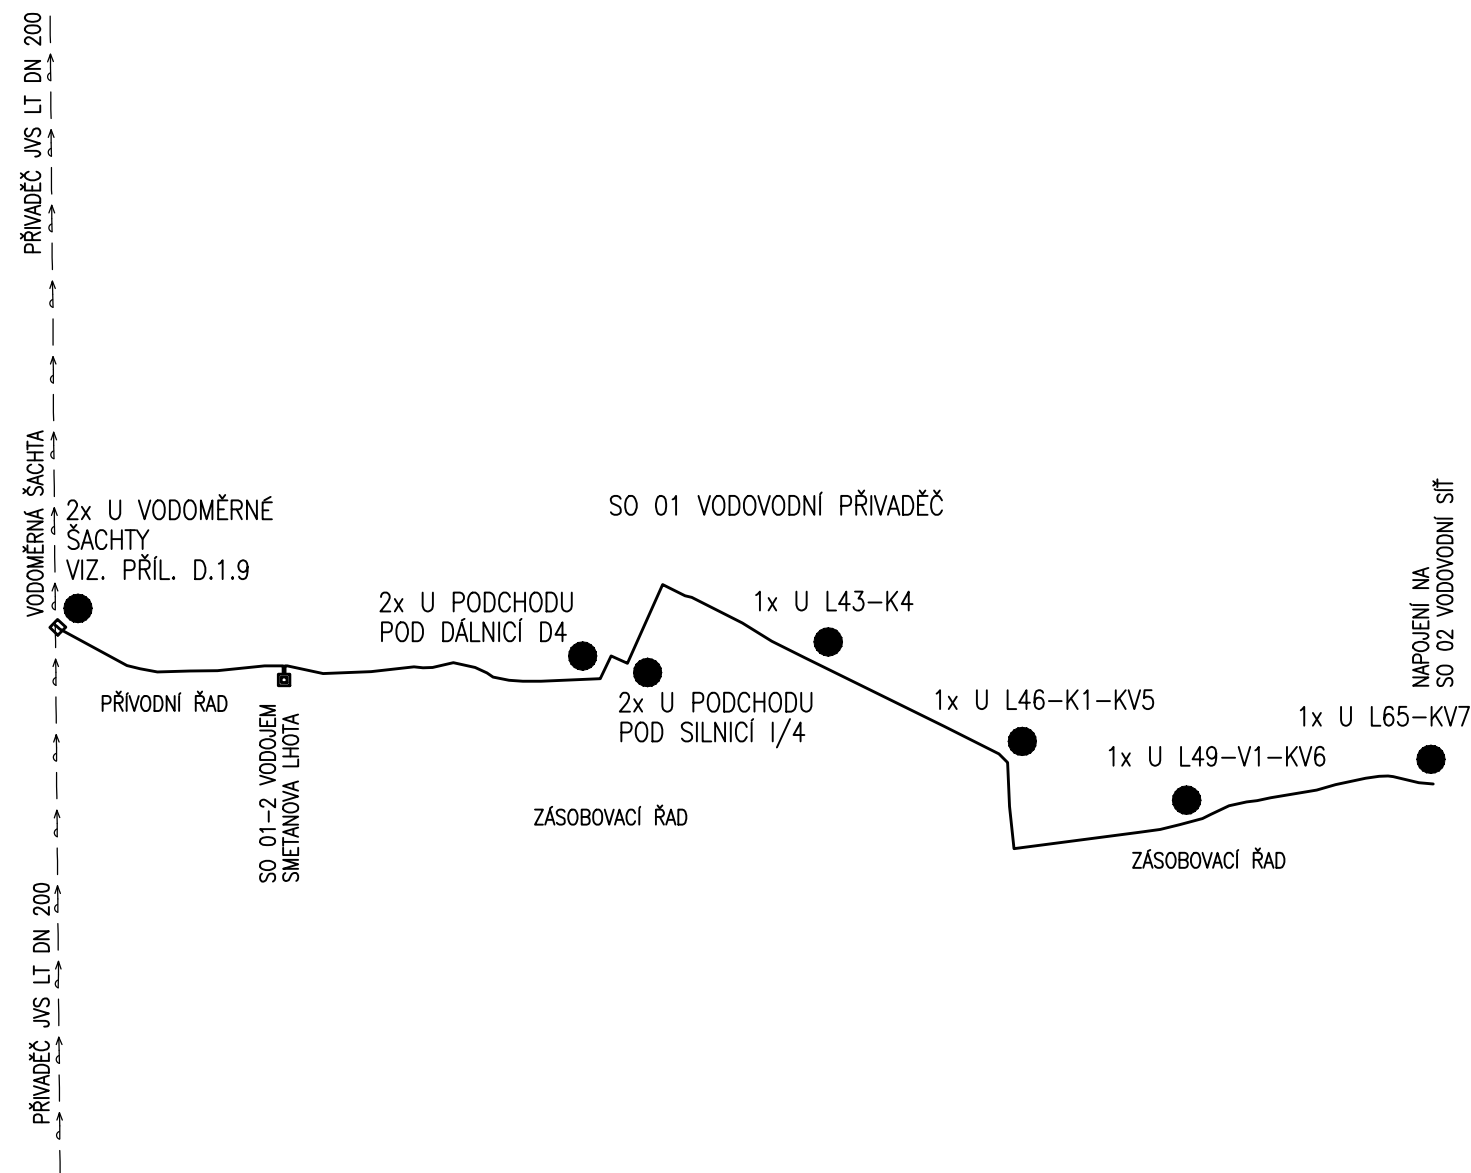 PŘIVADĚČ JVS LT DN 200
VODOMĚRNÁ ŠACHTA
2x U VODOMĚRNÉ
ŠACHTY
VIZ. PŘÍL. D.1.9
PŘÍVODNÍ ŘAD
SO 01-2 VODOJEM
SMETANOVA LHOTA
2x U PODCHODU
POD DÁLNICÍ D4
SO 01 VODOVODNÍ PŘIVADĚČ
2x U PODCHODU
POD SILNICÍ I/4
ZÁSOBOVACÍ ŘAD
1x U L43-K4
1x U L46-K1-KV5
1x U L49-V1-KV6
ZÁSOBOVACÍ ŘAD
NAPOJENÍ NA
SO 02 VODOVODNÍ SÍŤ
1x U L65-KV7
PŘIVADĚČ JVS LT DN 200